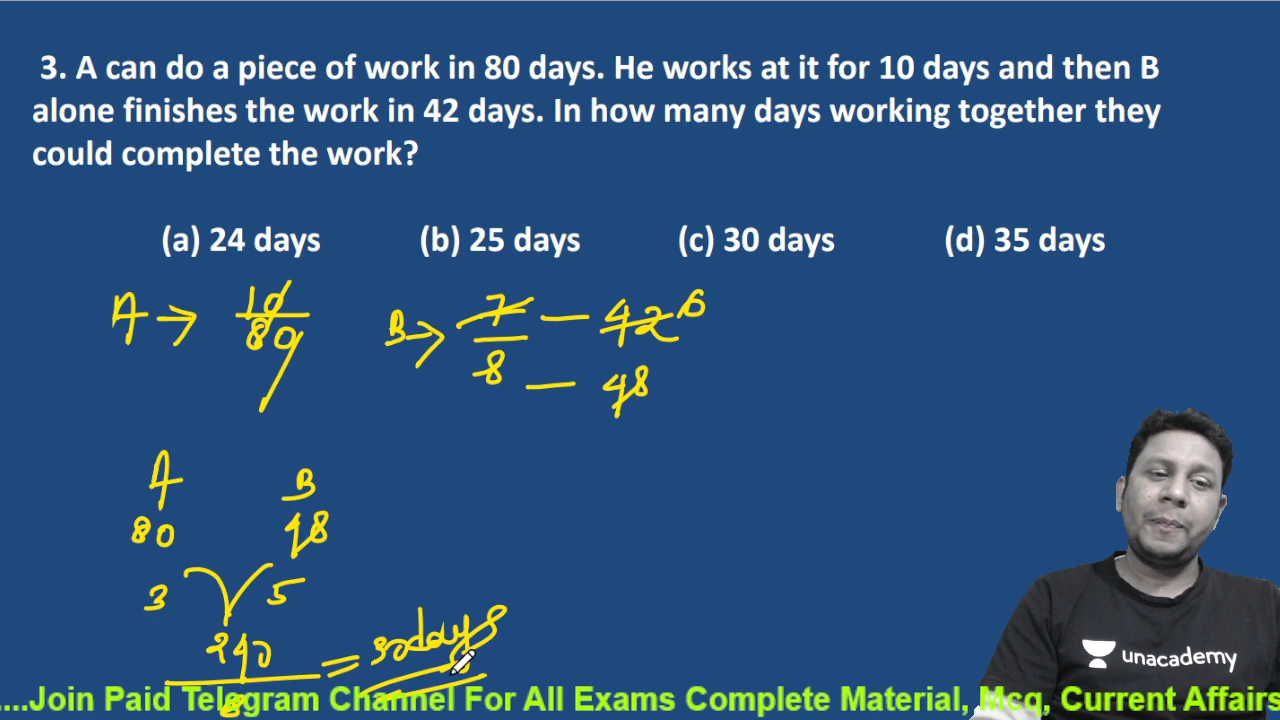 3. A can do a piece of work in 80 days. He works at it for 10 days and then B
alone finishes the work in 42 days. In how many days working together they
could complete the work?
(a) 24 days (b) 25 days (c) 30 days (d) 35 days
A → 10/80 B → 7/8 — 42 6
8 — 48
A B
80 48
3 5
240 = 30days
8
unacademy
....Join Paid Telegram Channel For All Exams Complete Material, Mcq, Current Affairs